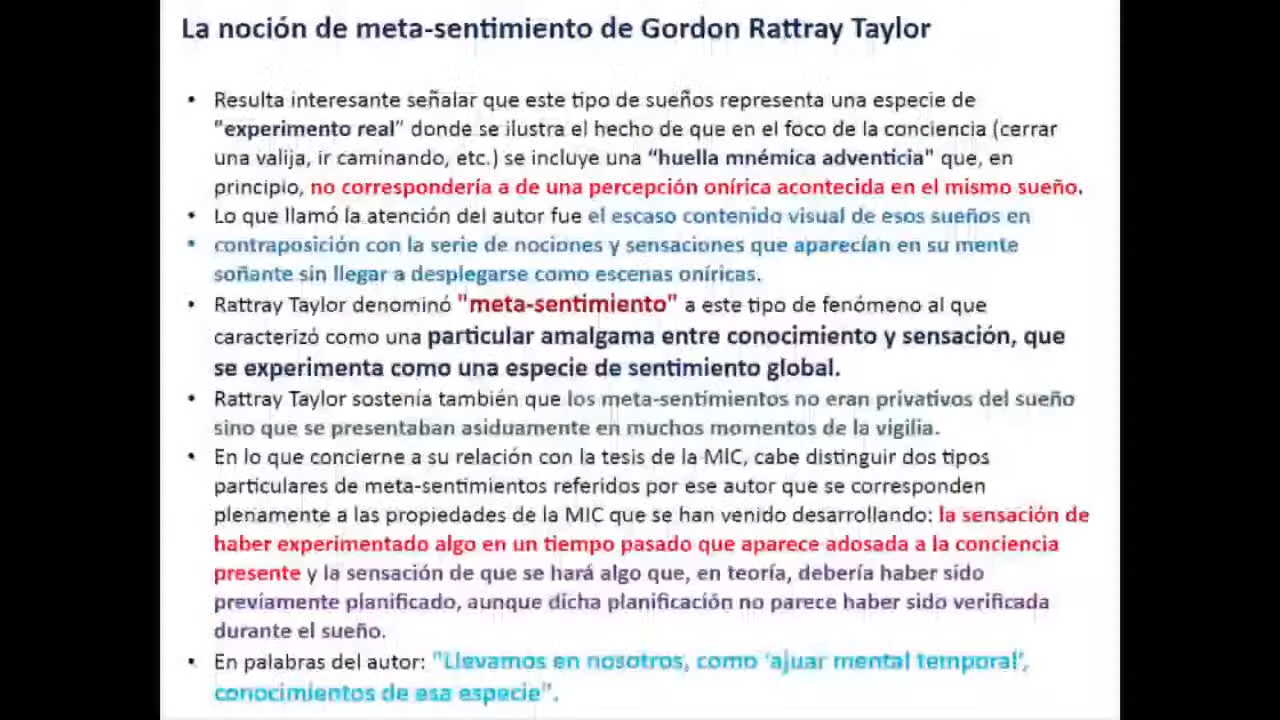 La noción de meta-sentimiento de Gordon Rattray Taylor
• Resulta interesante señalar que este tipo de sueños representa una especie de
"experimento real" donde se ilustra el hecho de que en el foco de la conciencia (cerrar
una valija, ir caminando, etc.) se incluye una "huella mnémica adventicia" que, en
principio, no correspondería a de una percepción onírica acontecida en el mismo sueño.
• Lo que llamó la atención del autor fue el escaso contenido visual de esos sueños en
• contraposición con la serie de nociones y sensaciones que aparecían en su mente
soñante sin llegar a desplegarse como escenas oníricas.
• Rattray Taylor denominó "meta-sentimiento" a este tipo de fenómeno al que
caracterizó como una particular amalgama entre conocimiento y sensación, que
se experimenta como una especie de sentimiento global.
• Rattray Taylor sostenía también que los meta-sentimientos no eran privativos del sueño
sino que se presentaban asiduamente en muchos momentos de la vigilia.
• En lo que concierne a su relación con la tesis de la MIC, cabe distinguir dos tipos
particulares de meta-sentimientos referidos por ese autor que se corresponden
plenamente a las propiedades de la MIC que se han venido desarrollando: la sensación de
haber experimentado algo en un tiempo pasado que aparece adosada a la conciencia
presente y la sensación de que se hará algo que, en teoría, debería haber sido
previamente planificado, aunque dicha planificación no parece haber sido verificada
durante el sueño.
• En palabras del autor: "Llevamos en nosotros, como 'ajuar mental temporal',
conocimientos de esa especie".